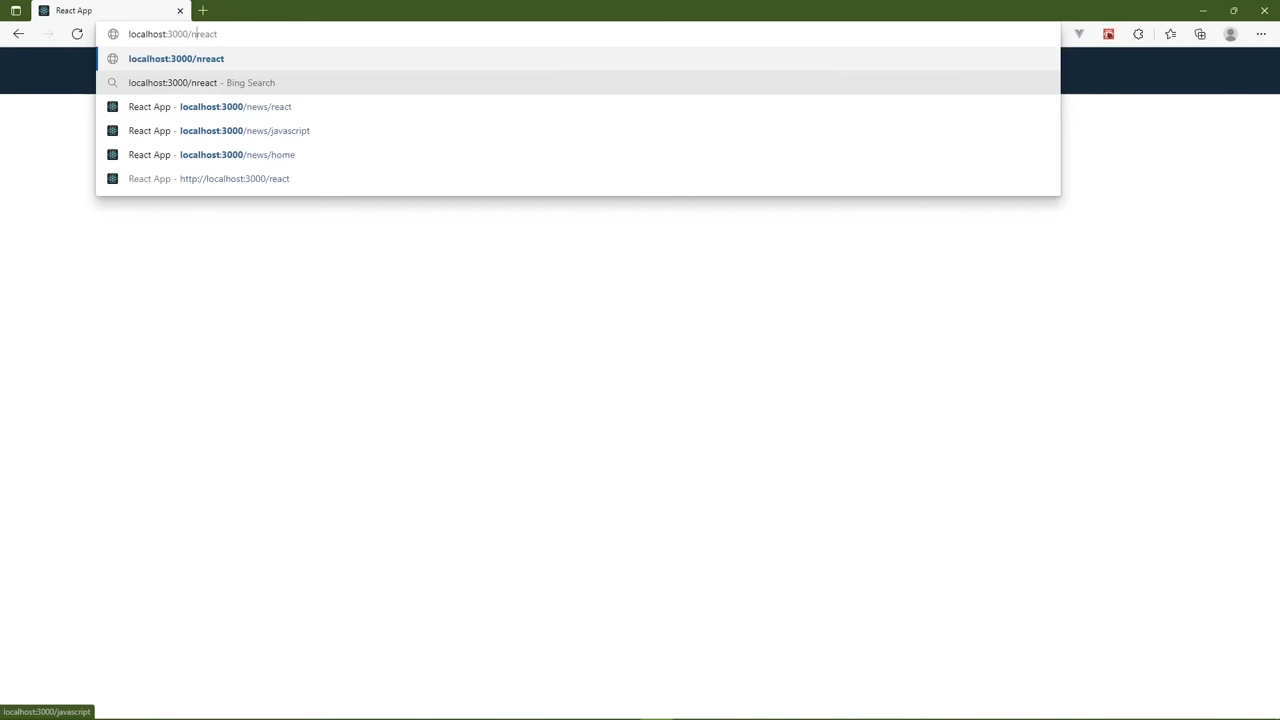 React App
localhost:3000/nreact
localhost:3000/nreact
localhost:3000/nreact - Bing Search
React App - localhost:3000/news/react
React App - localhost:3000/news/javascript
React App - localhost:3000/news/home
React App - http://localhost:3000/react
localhost:3000/javascript